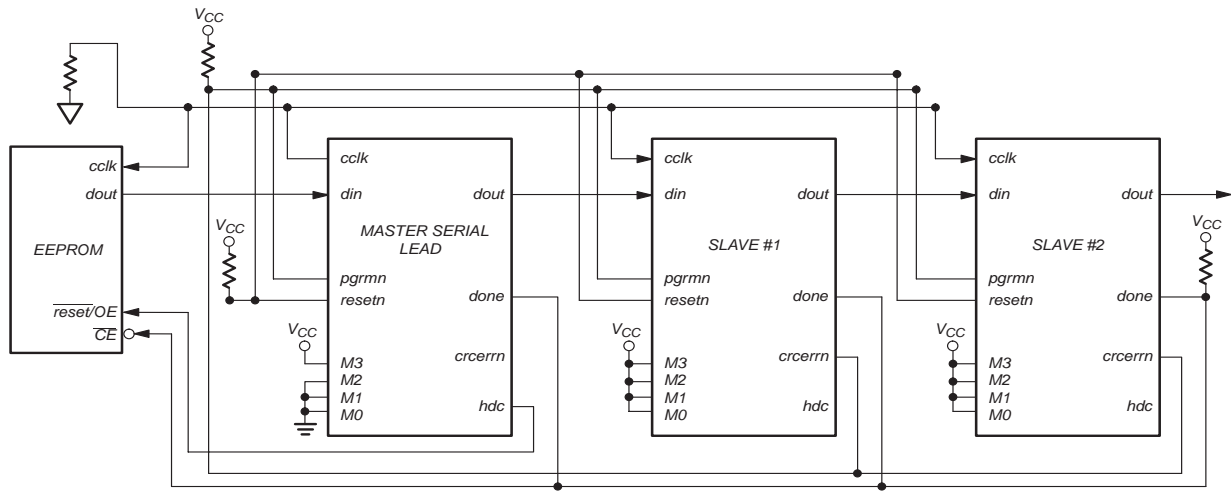 VCC
cclk
dout
EEPROM
reset/OE
CE
VCC
cclk
din
dout
MASTER SERIAL
LEAD
pgrmn
resetn
done
VCC
M3
M2
M1
M0
crcerrn
hdc
cclk
din
dout
SLAVE #1
pgrmn
resetn
done
VCC
M3
M2
M1
M0
crcerrn
hdc
cclk
din
dout
SLAVE #2
VCC
pgrmn
resetn
done
VCC
M3
M2
M1
M0
crcerrn
hdc